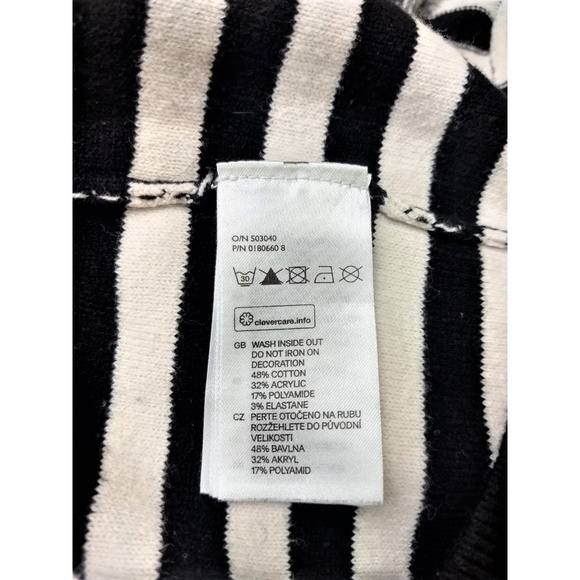 O/N 503040
P/N 0180660 8
30
clevercare.info
GB WASH INSIDE OUT
DO NOT IRON ON
DECORATION
48% COTTON
32% ACRYLIC
17% POLYAMIDE
3% ELASTANE
CZ PERTE OTOČENO NA RUBU
ROZŽEHLETE DO PŮVODNÍ
VELIKOSTI
48% BAVLNA
32% AKRYL
17% POLYAMID